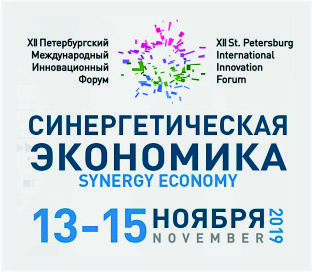 XII Петербургский
Международный
Инновационный
Форум
XII St. Petersburg
International
Innovation
Forum
СИНЕРГЕТИЧЕСКАЯ
ЭКОНОМИКА
SYNERGY ECONOMY
13-15 НОЯБРЯ
NOVEMBER
2019